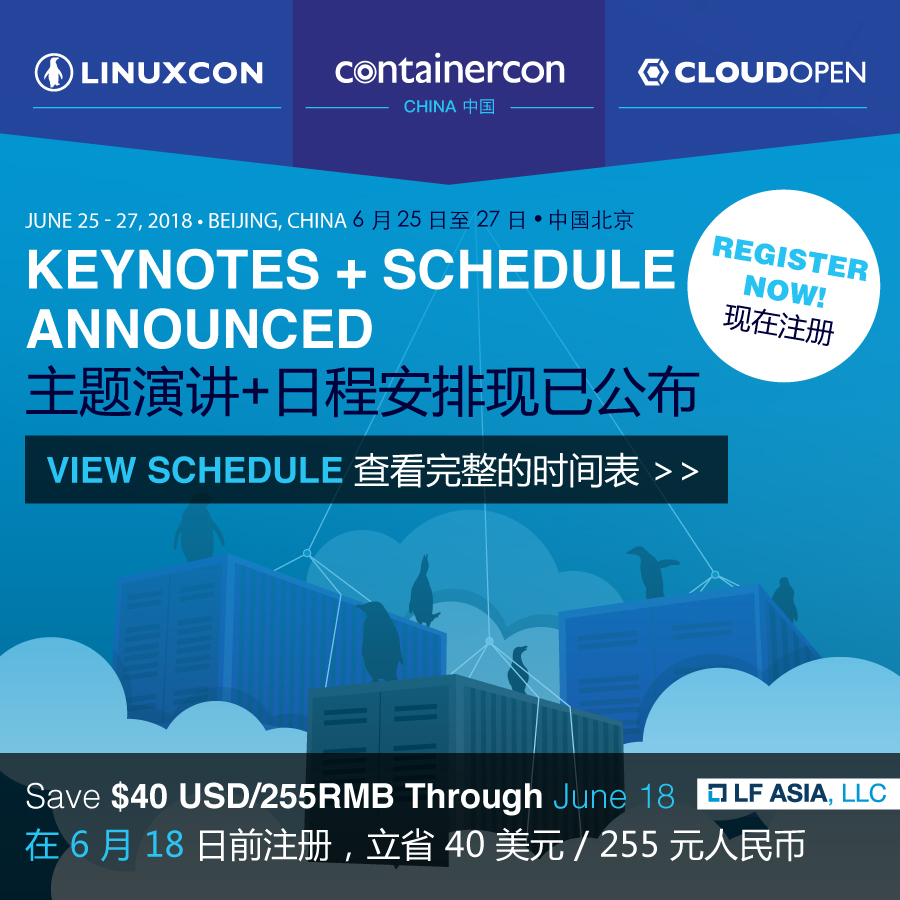 LINUXCON
containercon
CHINA 中国
CLOUDOPEN
JUNE 25 - 27, 2018 • BEIJING, CHINA 6 月 25 日至 27 日 • 中国北京
KEYNOTES + SCHEDULE
ANNOUNCED
主题演讲+日程安排现已公布
REGISTER
NOW!
现在注册
VIEW SCHEDULE 查看完整的时间表 >>
Save $40 USD/255RMB Through June 18
LF ASIA, LLC
在 6 月 18 日前注册，立省 40 美元 / 255 元人民币